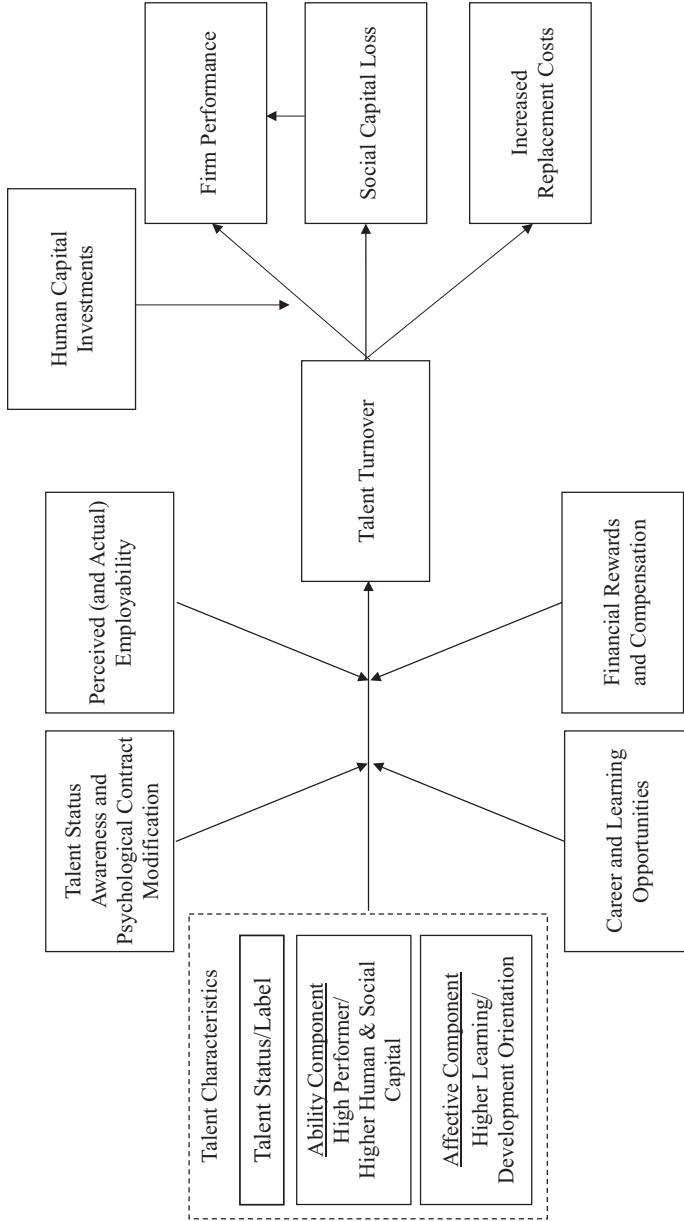 Talent Characteristics
Talent Status/Label
Ability Component
High Performer/
Higher Human & Social
Capital
Affective Component
Higher Learning/
Development Orientation
Talent Status
Awareness and
Psychological Contract
Modification
Career and Learning
Opportunities
Perceived (and Actual)
Employability
Financial Rewards
and Compensation
Talent Turnover
Human Capital
Investments
Firm Performance
Social Capital Loss
Increased
Replacement Costs